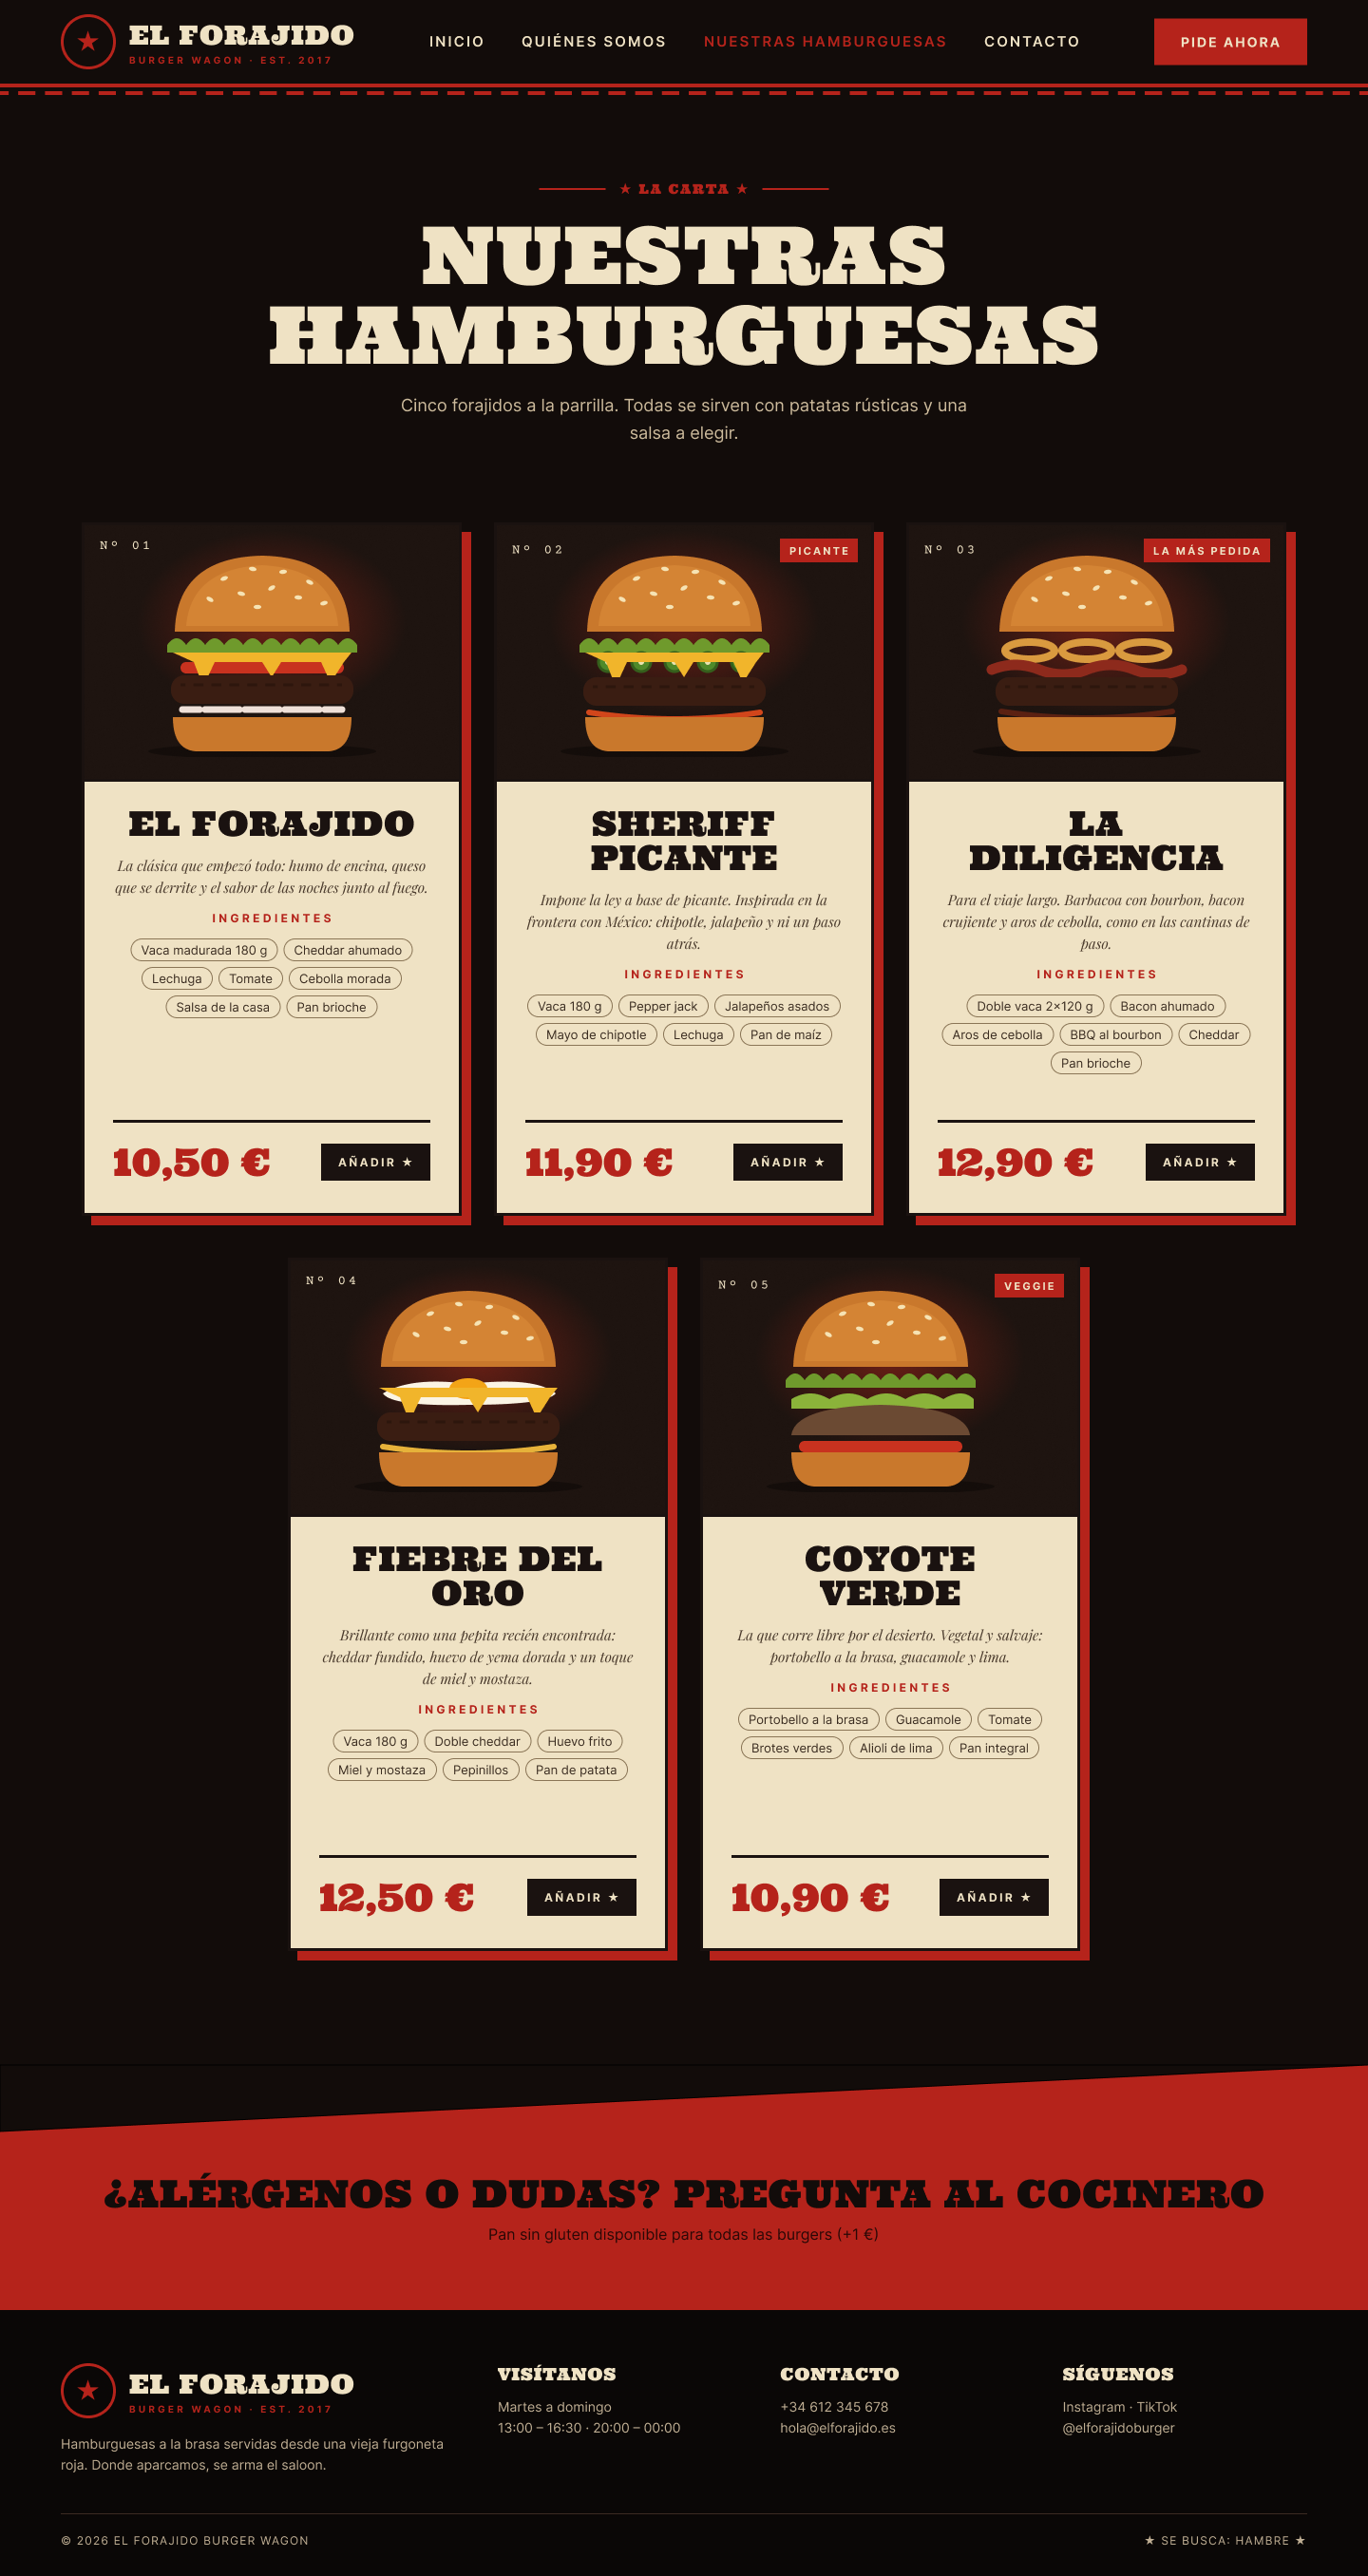 ★ EL FORAJIDO
BURGER WAGON · EST. 2017
INICIO QUIÉNES SOMOS NUESTRAS HAMBURGUESAS CONTACTO
PIDE AHORA
★ LA CARTA ★
NUESTRAS
HAMBURGUESAS
Cinco forajidos a la parrilla. Todas se sirven con patatas rústicas y una
salsa a elegir.
Nº 01
EL FORAJIDO
La clásica que empezó todo: humo de encina, queso
que se derrite y el sabor de las noches junto al fuego.
INGREDIENTES
Vaca madurada 180 g Cheddar ahumado
Lechuga Tomate Cebolla morada
Salsa de la casa Pan brioche
10,50 € AÑADIR ★
Nº 02 PICANTE
SHERIFF
PICANTE
Impone la ley a base de picante. Inspirada en la
frontera con México: chipotle, jalapeño y ni un paso
atrás.
INGREDIENTES
Vaca 180 g Pepper jack Jalapeños asados
Mayo de chipotle Lechuga Pan de maíz
11,90 € AÑADIR ★
Nº 03 LA MÁS PEDIDA
LA
DILIGENCIA
Para el viaje largo. Barbacoa con bourbon, bacon
crujiente y aros de cebolla, como en las cantinas de
paso.
INGREDIENTES
Doble vaca 2×120 g Bacon ahumado
Aros de cebolla BBQ al bourbon Cheddar
Pan brioche
12,90 € AÑADIR ★
Nº 04
FIEBRE DEL
ORO
Brillante como una pepita recién encontrada:
cheddar fundido, huevo de yema dorada y un toque
de miel y mostaza.
INGREDIENTES
Vaca 180 g Doble cheddar Huevo frito
Miel y mostaza Pepinillos Pan de patata
12,50 € AÑADIR ★
Nº 05 VEGGIE
COYOTE
VERDE
La que corre libre por el desierto. Vegetal y salvaje:
portobello a la brasa, guacamole y lima.
INGREDIENTES
Portobello a la brasa Guacamole Tomate
Brotes verdes Alioli de lima Pan integral
10,90 € AÑADIR ★
¿ALÉRGENOS O DUDAS? PREGUNTA AL COCINERO
Pan sin gluten disponible para todas las burgers (+1 €)
★ EL FORAJIDO
BURGER WAGON · EST. 2017
Hamburguesas a la brasa servidas desde una vieja furgoneta
roja. Donde aparcamos, se arma el saloon.
VISÍTANOS
Martes a domingo
13:00 – 16:30 · 20:00 – 00:00
CONTACTO
+34 612 345 678
hola@elforajido.es
SÍGUENOS
Instagram · TikTok
@elforajidoburger
© 2026 EL FORAJIDO BURGER WAGON
★ SE BUSCA: HAMBRE ★